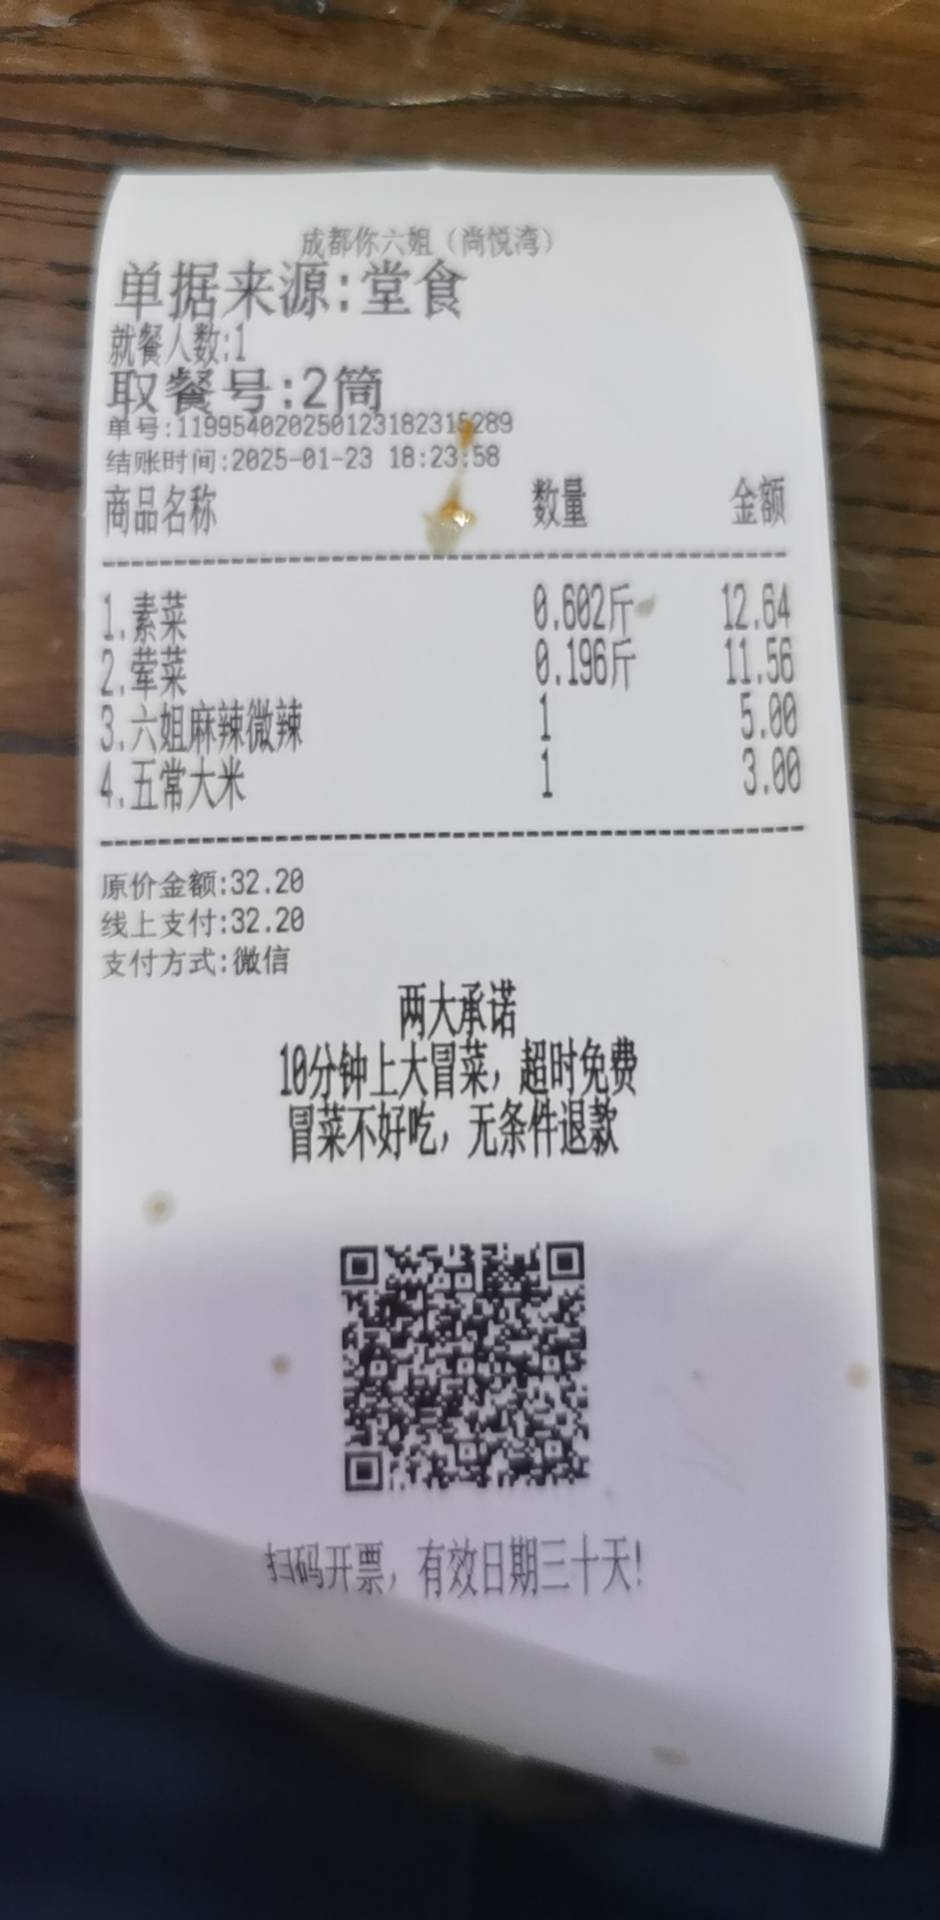 成都你六姐（尚悦湾）
单据来源:堂食
就餐人数:1
取餐号:2筒
单号:119954020250123182315289
结账时间:2025-01-23 18:23:58
商品名称 数量 金额
1.素菜 0.602斤 12.64
2.荤菜 0.196斤 11.56
3.六姐麻辣微辣 1 5.00
4.五常大米 1 3.00
原价金额:32.20
线上支付:32.20
支付方式:微信
两大承诺
10分钟上大冒菜，超时免费
冒菜不好吃，无条件退款
扫码开票，有效日期三十天!